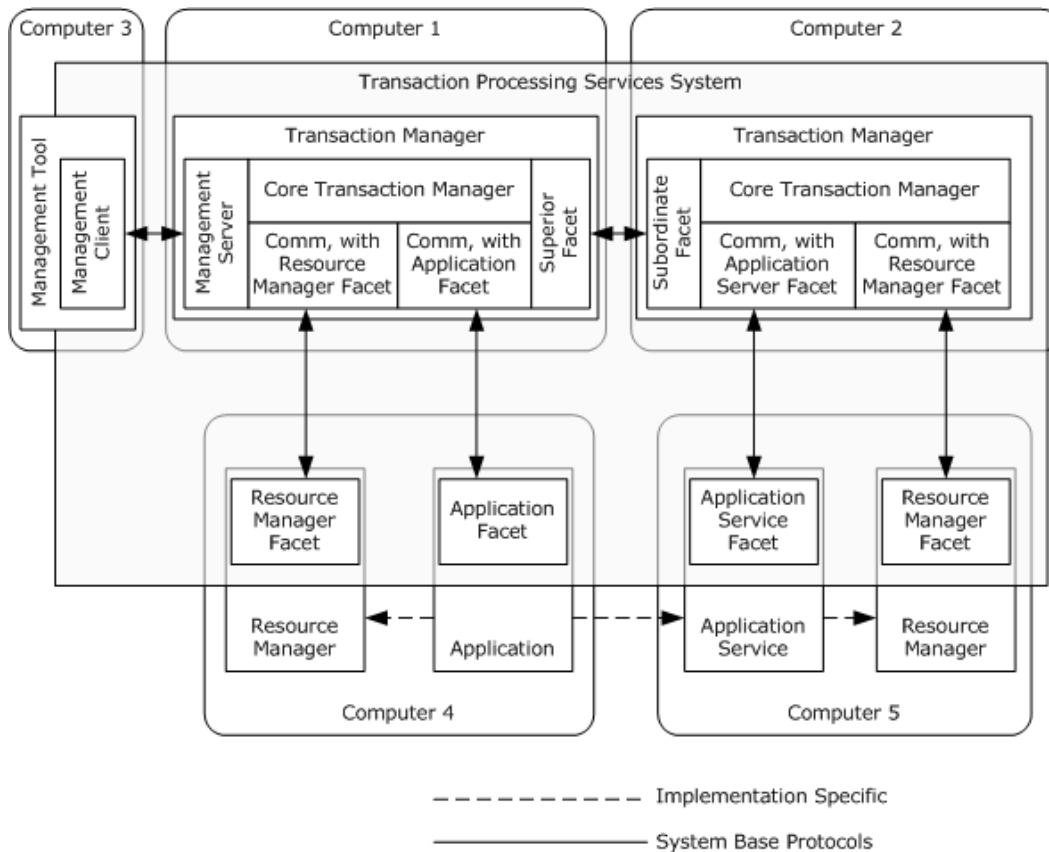 Computer 3
Computer 1
Computer 2
Transaction Processing Services System
Management Tool
Management
Client
Transaction Manager
Management
Server
Core Transaction Manager
Comm, with
Resource
Manager Facet
Comm, with
Application
Facet
Superior
Facet
Transaction Manager
Subordinate
Facet
Core Transaction Manager
Comm, with
Application
Server Facet
Comm, with
Resource
Manager Facet
Resource
Manager
Facet
Application
Facet
Application
Service
Facet
Resource
Manager
Facet
Resource
Manager
Application
Application
Service
Resource
Manager
Computer 4
Computer 5
Implementation Specific
System Base Protocols